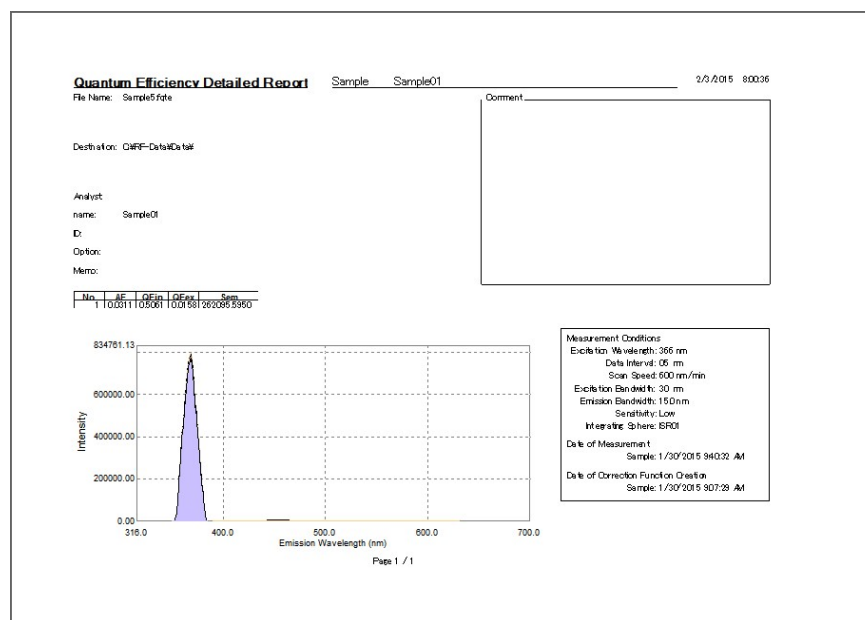 Quantum Efficiency Detailed Report Sample Sample01 2/3/2015 8:00:36
File Name: Sample5.fqte
Comment
Analyst
name: Sample01
ID:
Option:
Memo:
No. AF QEin QEex Sem
1 0.0311 0.5061 0.0158 262095.5950
834761.13
600000.00
400000.00
200000.00
0.00
Intensity
316.0 400.0 500.0 600.0 700.0
Emission Wavelength (nm)
Measurement Conditions
Excitation Wavelength: 366 nm
Data Interval: 0.5 nm
Scan Speed: 600 nm/min
Excitation Bandwidth: 3.0 nm
Emission Bandwidth: 15.0 nm
Sensitivity: Low
Integrating Sphere: ISR01
Date of Measurement
Sample: 1/30/2015 9:40:32 AM
Date of Correction Function Creation
Sample: 1/30/2015 9:07:29 AM
Page 1 / 1